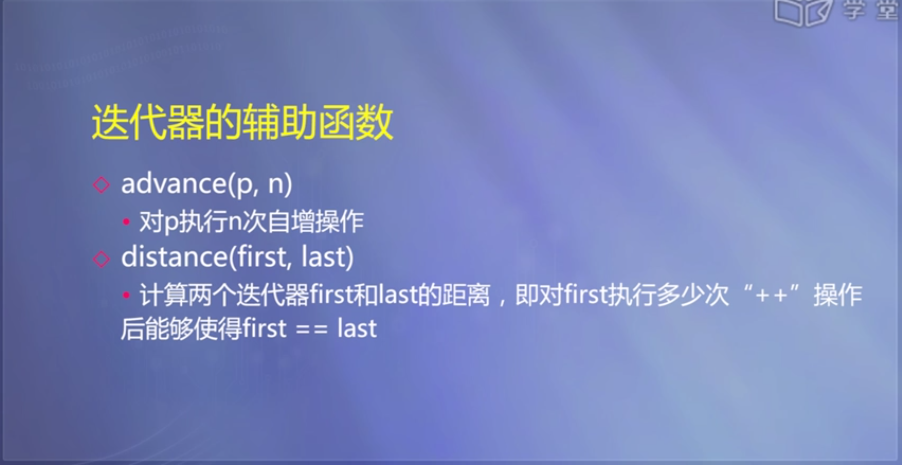 学堂
迭代器的辅助函数
advance(p, n)
对p执行n次自增操作
distance(first, last)
计算两个迭代器first和last的距离，即对first执行多少次“++”操作
后能够使得first == last